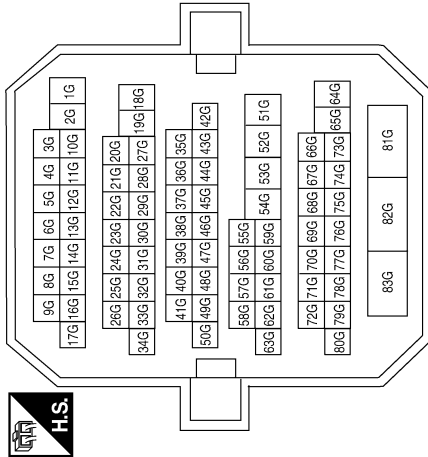 H.S.
9G 8G 7G 6G 5G 4G 3G
17G 16G 15G 14G 13G 12G 11G 10G 2G 1G
26G 25G 24G 23G 22G 21G 20G
34G 33G 32G 31G 30G 29G 28G 27G 19G 18G
41G 40G 39G 38G 37G 36G 35G
50G 49G 48G 47G 46G 45G 44G 43G 42G
58G 57G 56G 55G
63G 62G 61G 60G 59G 54G 53G 52G 51G
72G 71G 70G 69G 68G 67G 66G
80G 79G 78G 77G 76G 75G 74G 73G 65G 64G
83G 82G 81G